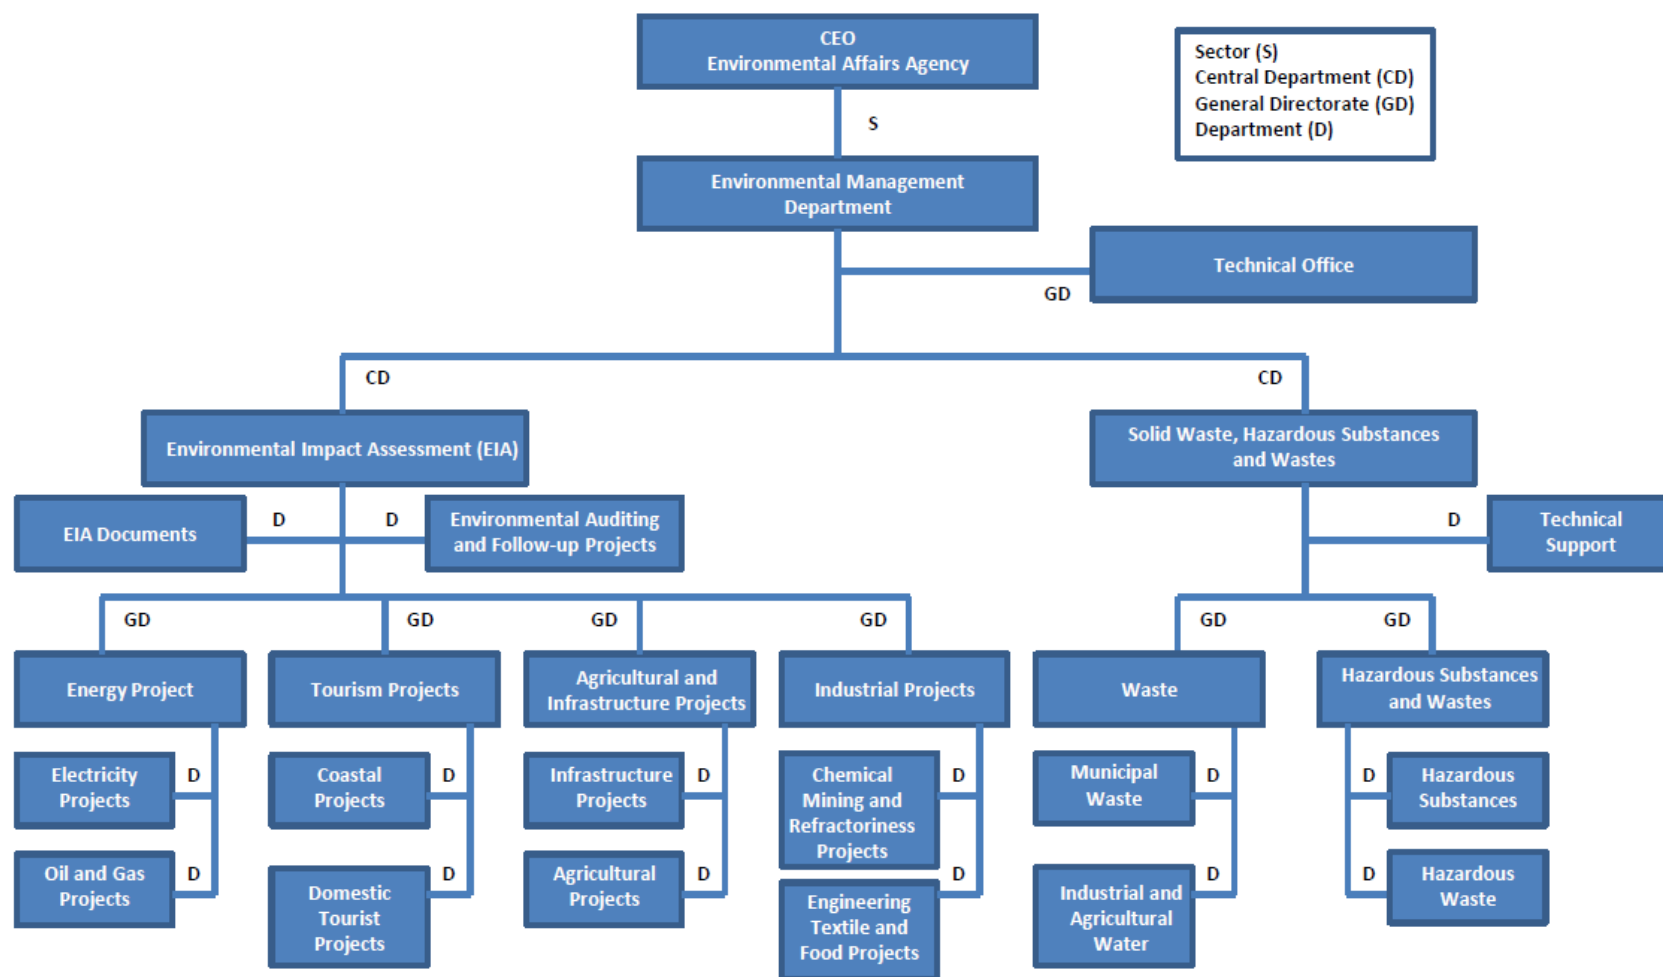 CEO
Environmental Affairs Agency
Sector (S)
Central Department (CD)
General Directorate (GD)
Department (D)
S
Environmental Management
Department
Technical Office
GD
CD
CD
Environmental Impact Assessment (EIA)
Solid Waste, Hazardous Substances
and Wastes
EIA Documents
D
D
Environmental Auditing
and Follow-up Projects
D
Technical
Support
GD
GD
GD
GD
GD
GD
Energy Project
Tourism Projects
Agricultural and
Infrastructure Projects
Industrial Projects
Waste
Hazardous Substances
and Wastes
Electricity
Projects
D
Coastal
Projects
D
Infrastructure
Projects
D
Chemical
Mining and
Refractoriness
Projects
D
Municipal
Waste
D
D
Hazardous
Substances
Oil and Gas
Projects
D
Domestic
Tourist
Projects
D
Agricultural
Projects
D
Engineering
Textile and
Food Projects
D
Industrial and
Agricultural
Water
D
D
Hazardous
Waste